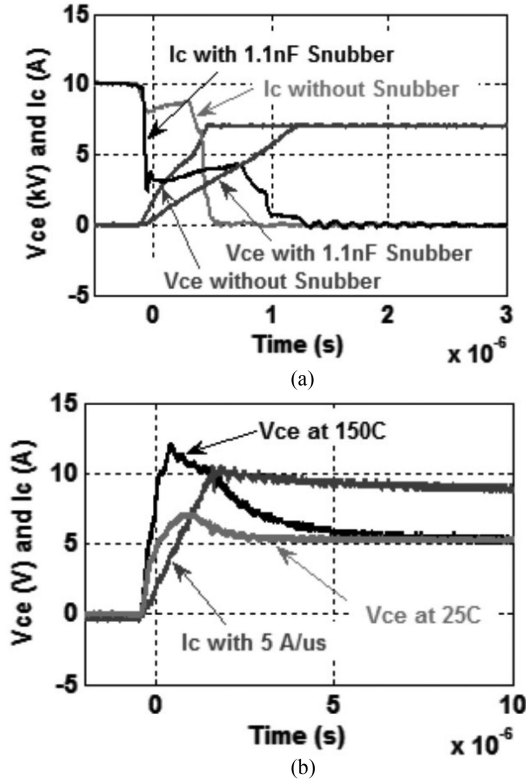 Vce (kV) and Ic (A)
15
10
5
0
-5
Ic with 1.1nF Snubber
Ic without Snubber
Vce with 1.1nF Snubber
Vce without Snubber
0
1
2
3
Time (s)
x 10⁻⁶
(a)
Vce (V) and Ic (A)
15
10
5
0
-5
Vce at 150C
Vce at 25C
Ic with 5 A/us
0
5
10
Time (s)
x 10⁻⁶
(b)